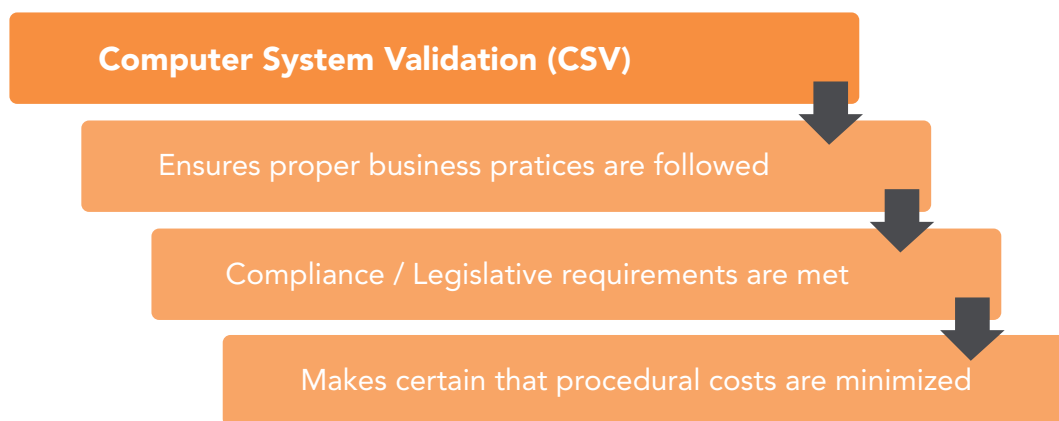 Computer System Validation (CSV)
Ensures proper business pratices are followed
Compliance / Legislative requirements are met
Makes certain that procedural costs are minimized